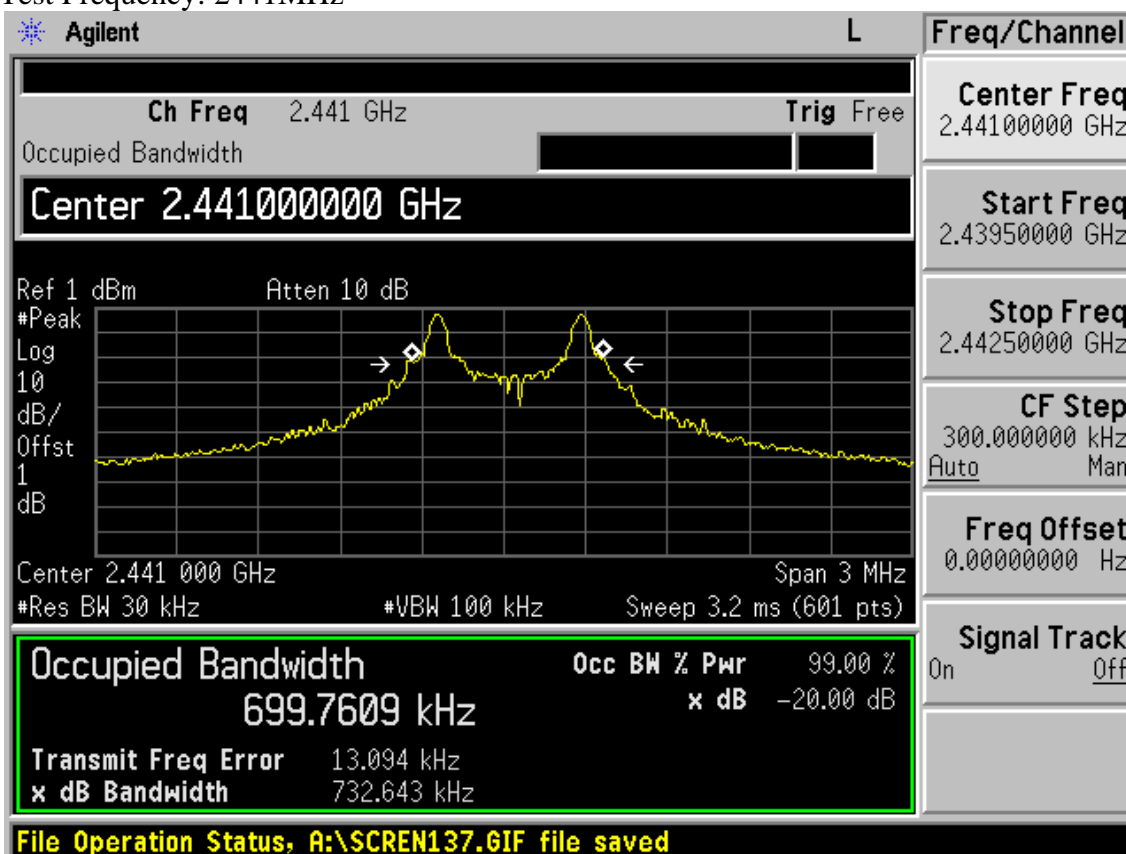 Test Frequency: 2441MHz
Agilent L Freq/Channel
Ch Freq 2.441 GHz Trig Free
Occupied Bandwidth
Center 2.441000000 GHz
Ref 1 dBm Atten 10 dB
#Peak
Log
10
dB/
Offst
1
dB
Center 2.441 000 GHz Span 3 MHz
#Res BW 30 kHz #VBW 100 kHz Sweep 3.2 ms (601 pts)
Occupied Bandwidth Occ BW % Pwr 99.00 %
699.7609 kHz x dB -20.00 dB
Transmit Freq Error 13.094 kHz
x dB Bandwidth 732.643 kHz
File Operation Status, A:\SCREN137.GIF file saved
Center Freq
2.44100000 GHz
Start Freq
2.43950000 GHz
Stop Freq
2.44250000 GHz
CF Step
300.000000 kHz
Auto Man
Freq Offset
0.00000000 Hz
Signal Track
On Off